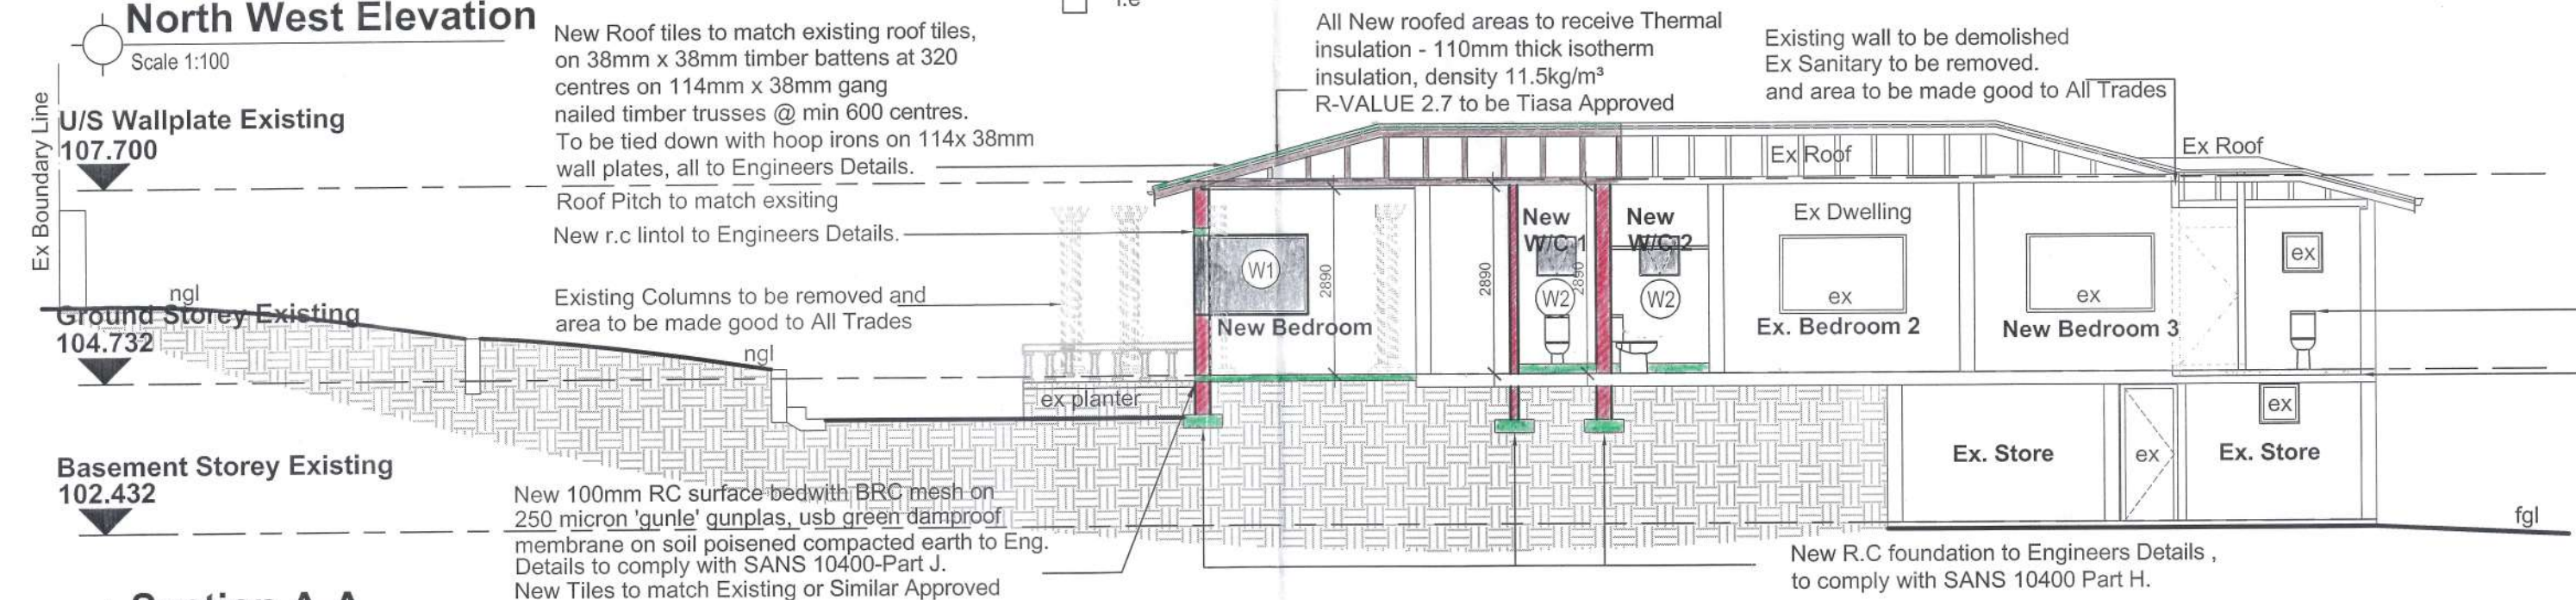 North West Elevation
Scale 1:100
New Roof tiles to match existing roof tiles,
on 38mm x 38mm timber battens at 320
centres on 114mm x 38mm gang
nailed timber trusses @ min 600 centres.
To be tied down with hoop irons on 114x 38mm
wall plates, all to Engineers Details.
Roof Pitch to match exsiting
New r.c lintol to Engineers Details.
Existing Columns to be removed and
area to be made good to All Trades
All New roofed areas to receive Thermal
insulation - 110mm thick isotherm
insulation, density 11.5kg/m³
R-VALUE 2.7 to be Tiasa Approved
Existing wall to be demolished
Ex Sanitary to be removed.
and area to be made good to All Trades
Ex Boundary Line
U/S Wallplate Existing
107.700
ngl
Ground Storey Existing
104.732
ngl
Basement Storey Existing
102.432
Ex Roof
Ex Roof
W1
2890
New Bedroom
2890
New
W/C 1
W2
2890
New
W/C 2
W2
Ex Dwelling
ex
Ex. Bedroom 2
ex
New Bedroom 3
ex
ex planter
Ex. Store
ex
ex
Ex. Store
fgl
New 100mm RC surface bedwith BRC mesh on
250 micron 'gunle' gunplas, usb green damproof
membrane on soil poisened compacted earth to Eng.
Details to comply with SANS 10400-Part J.
New Tiles to match Existing or Similar Approved
New R.C foundation to Engineers Details ,
to comply with SANS 10400 Part H.